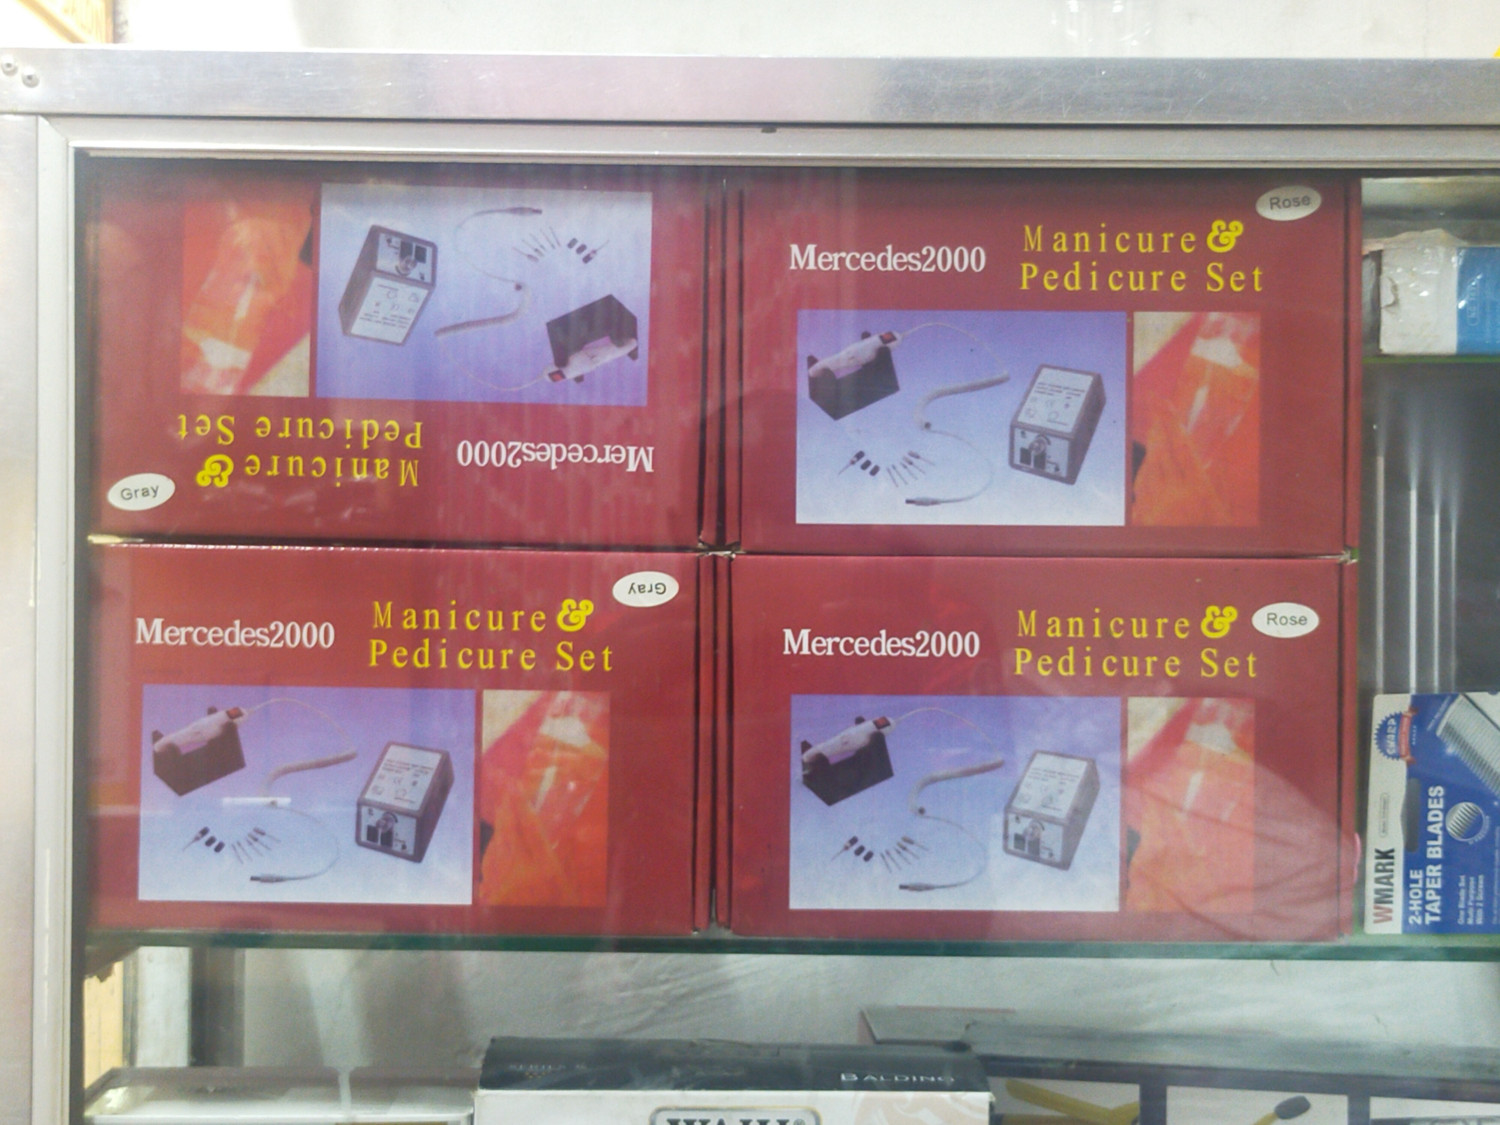 Mercedes2000
Manicure &
Pedicure Set
Gray
Rose
Mercedes2000
Manicure &
Pedicure Set
Gray
Mercedes2000
Manicure &
Pedicure Set
Rose
Mercedes2000
Manicure &
Pedicure Set
WMARK
2-HOLE
TAPER BLADES
BALDING